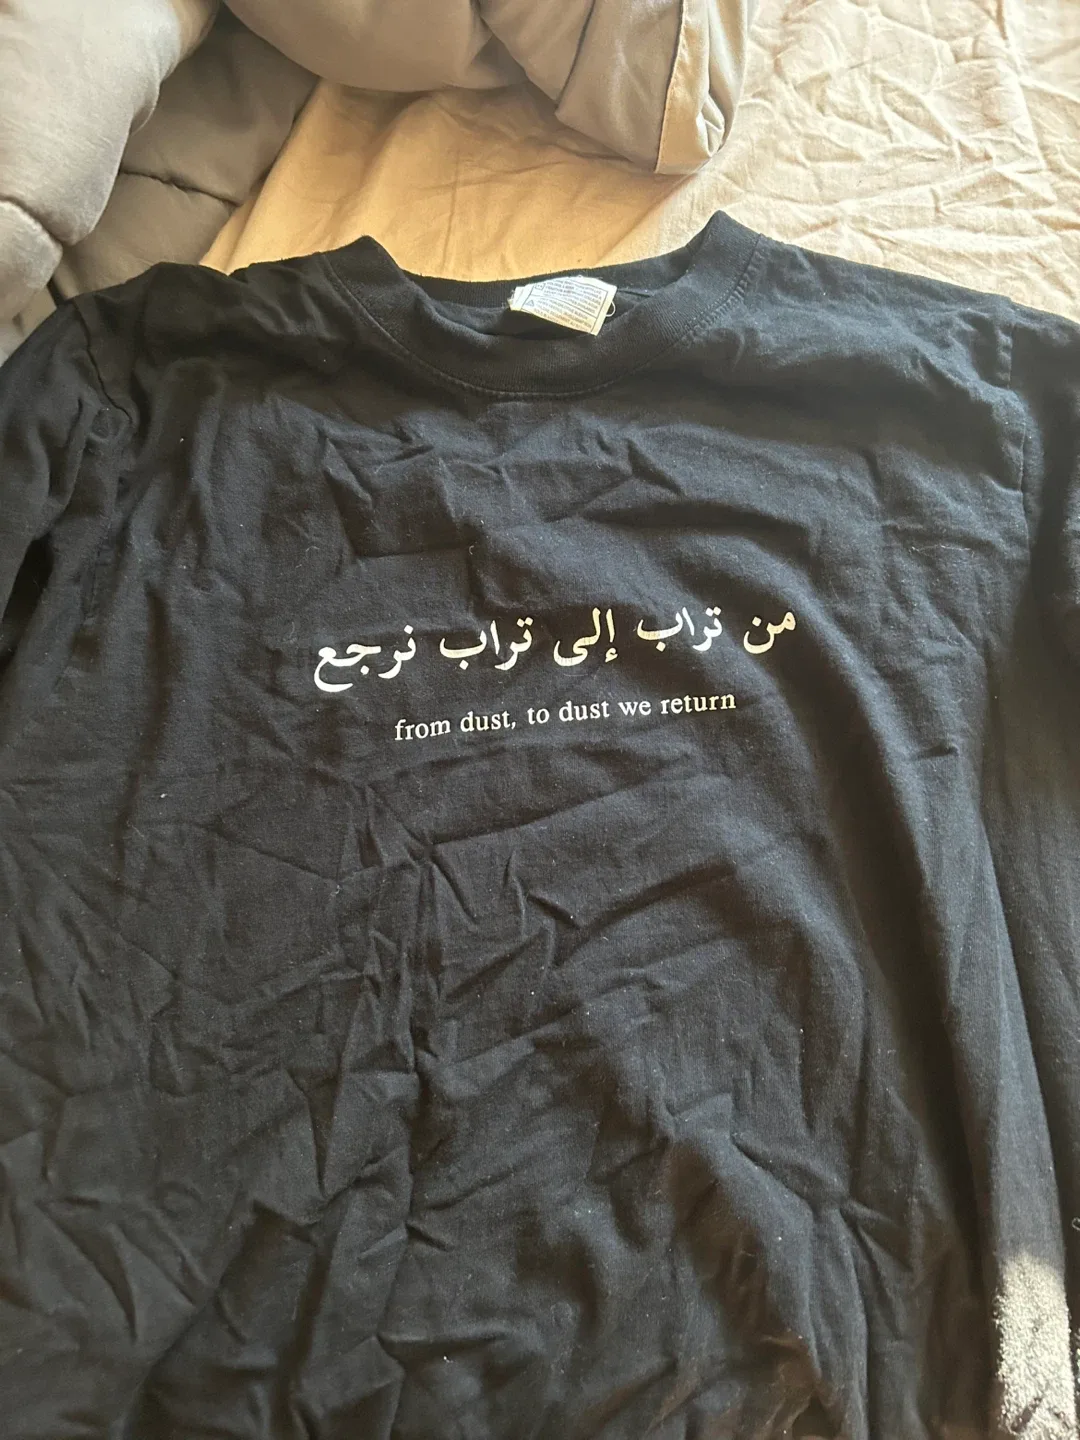 من تراب إلى تراب نرجع
from dust, to dust we return